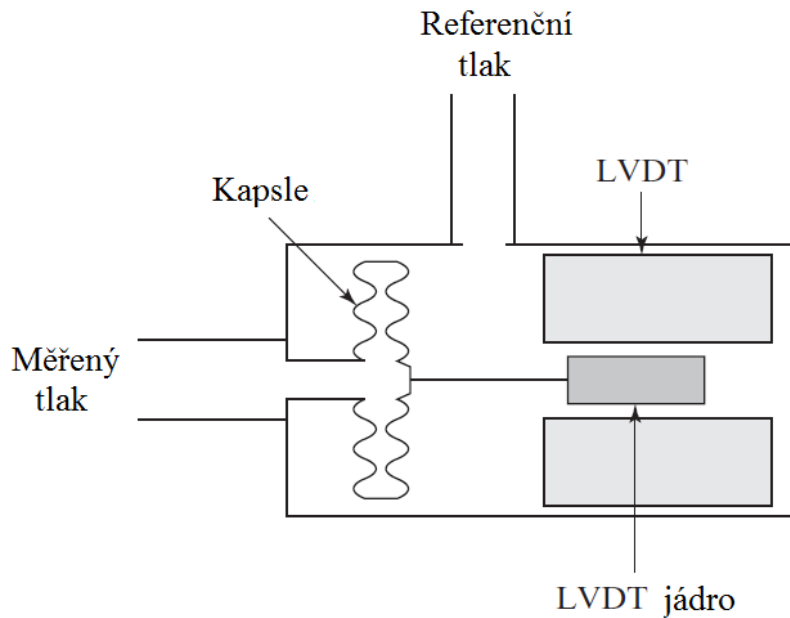 Referenční
tlak
LVDT
Kapsle
Měřený
tlak
LVDT jádro